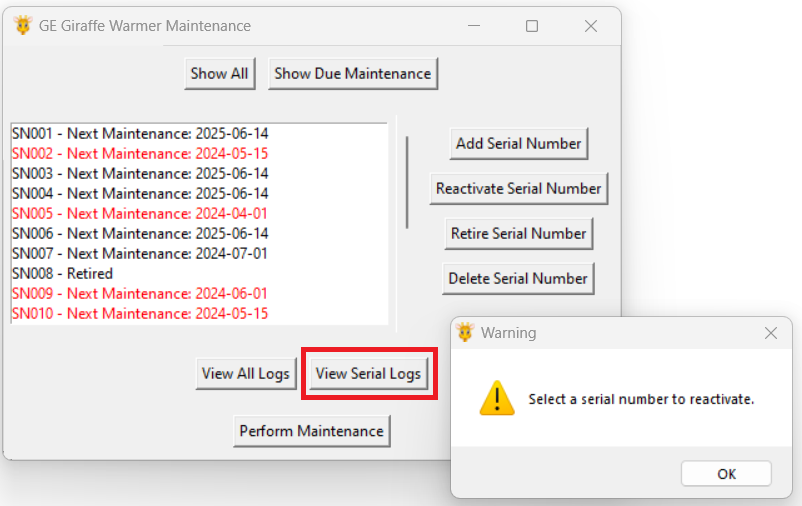 GE Giraffe Warmer Maintenance
Show All
Show Due Maintenance
SN001 - Next Maintenance: 2025-06-14
SN002 - Next Maintenance: 2024-05-15
SN003 - Next Maintenance: 2025-06-14
SN004 - Next Maintenance: 2025-06-14
SN005 - Next Maintenance: 2024-04-01
SN006 - Next Maintenance: 2025-06-14
SN007 - Next Maintenance: 2024-07-01
SN008 - Retired
SN009 - Next Maintenance: 2024-06-01
SN010 - Next Maintenance: 2024-05-15
Add Serial Number
Reactivate Serial Number
Retire Serial Number
Delete Serial Number
View All Logs
View Serial Logs
Perform Maintenance
Warning
Select a serial number to reactivate.
OK